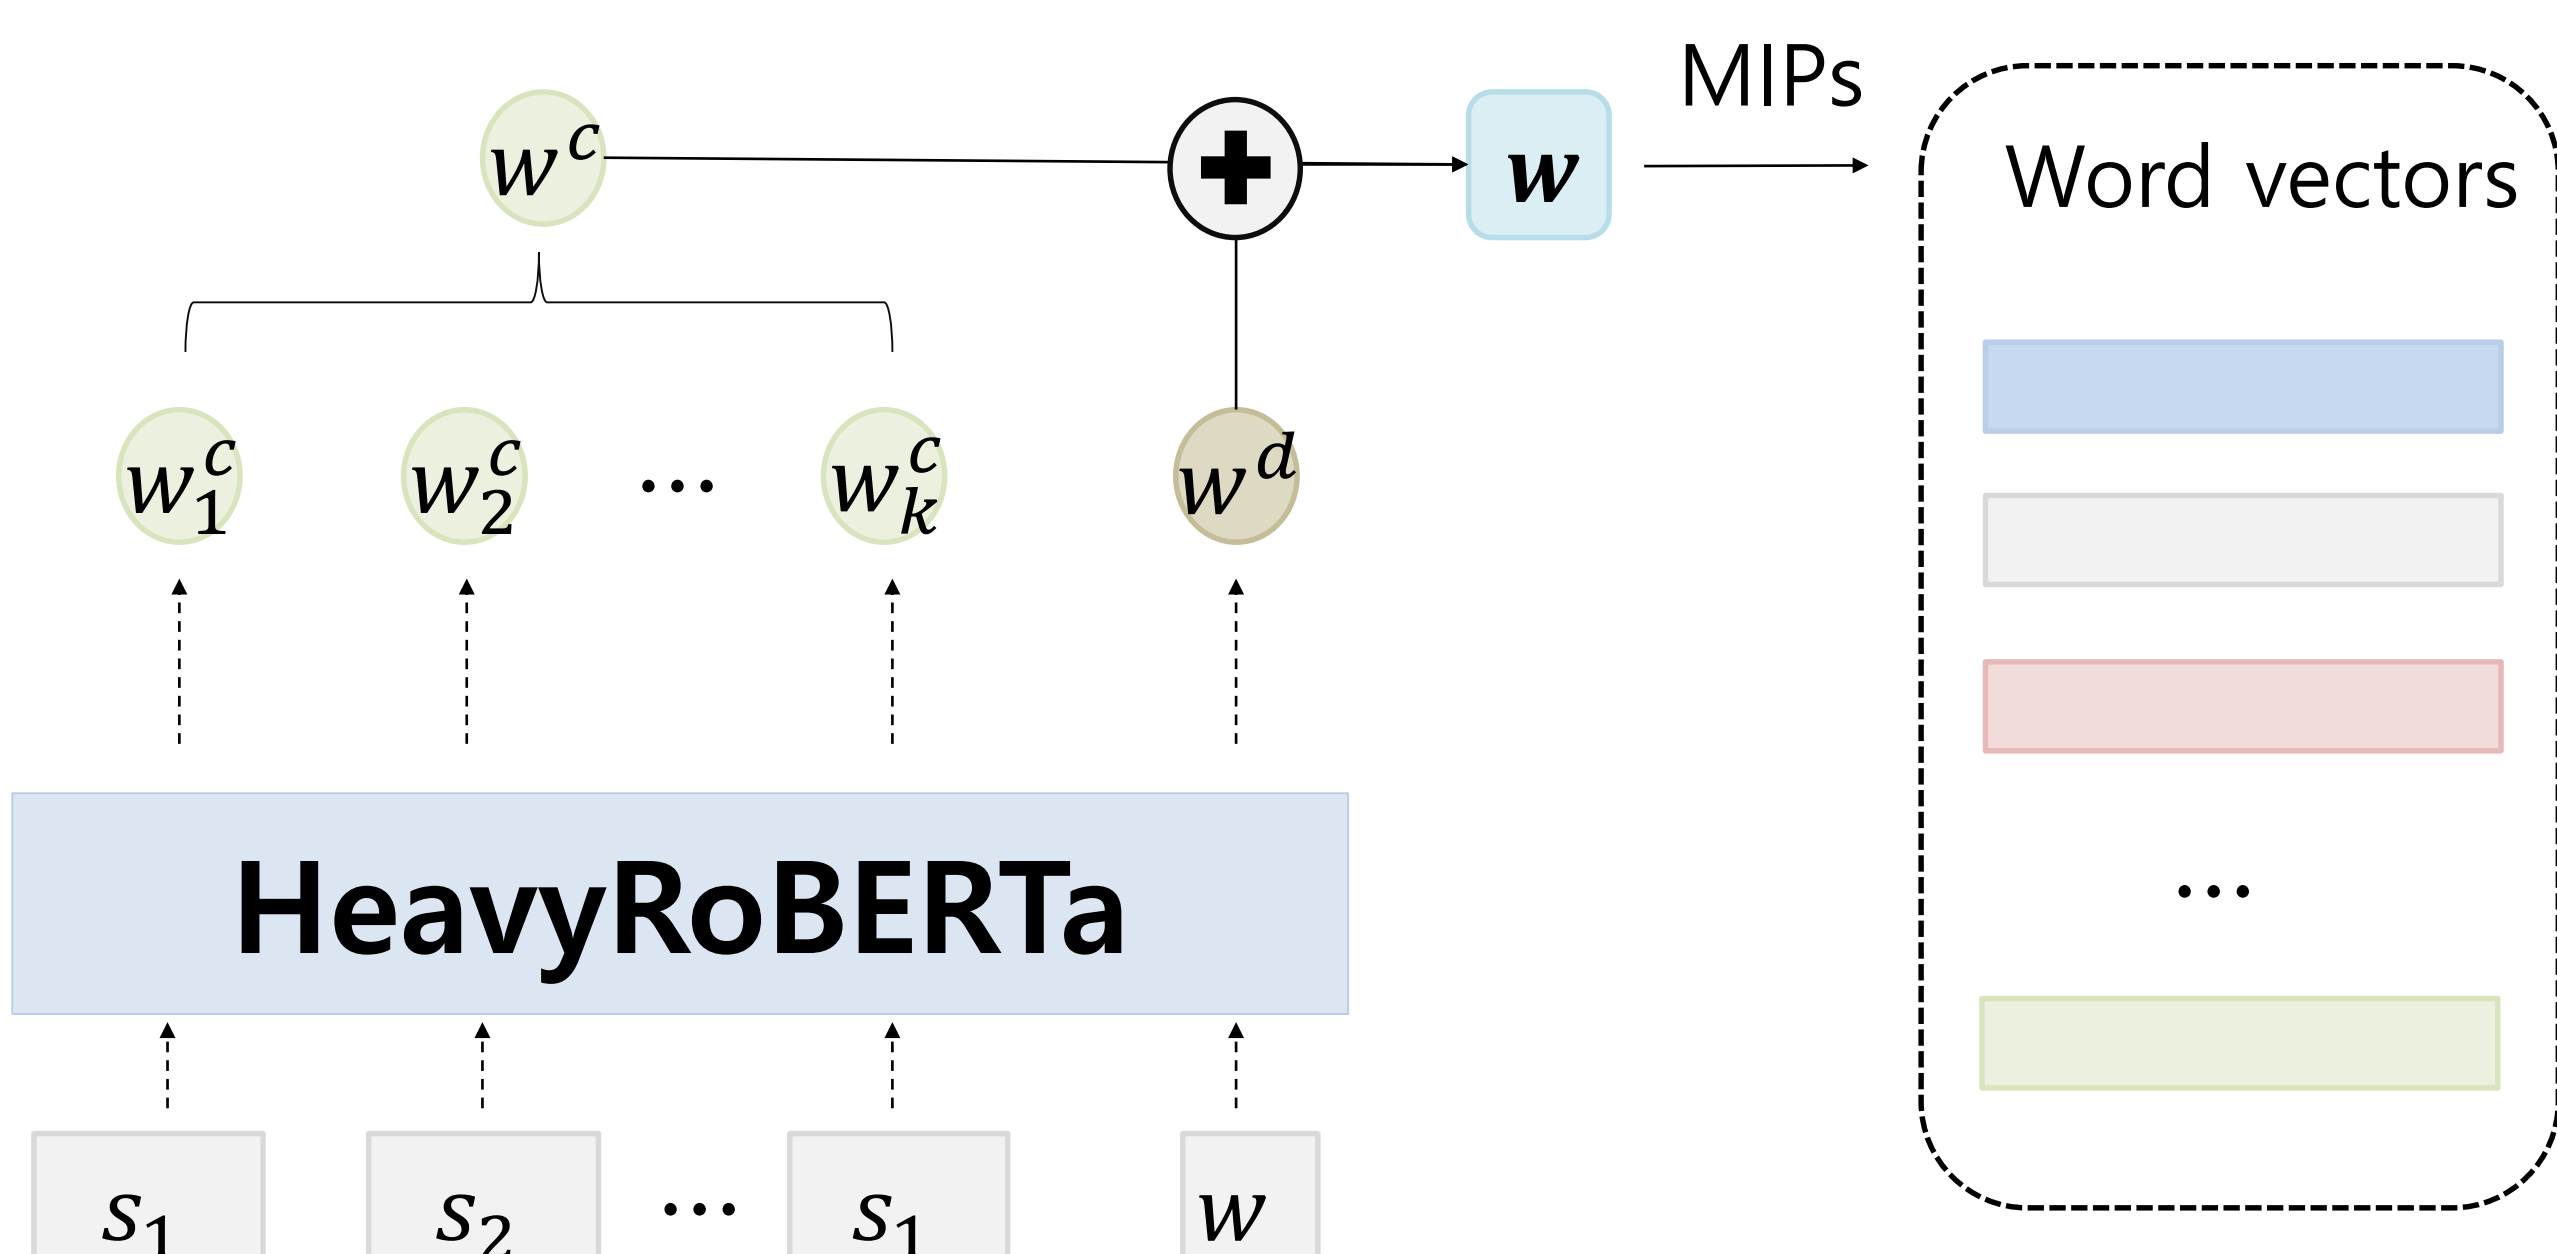 MIPs
w^c
w
Word vectors
w_1^c w_2^c … w_k^c w^d
…
HeavyRoBERTa
s_1 s_2 … s_1 w